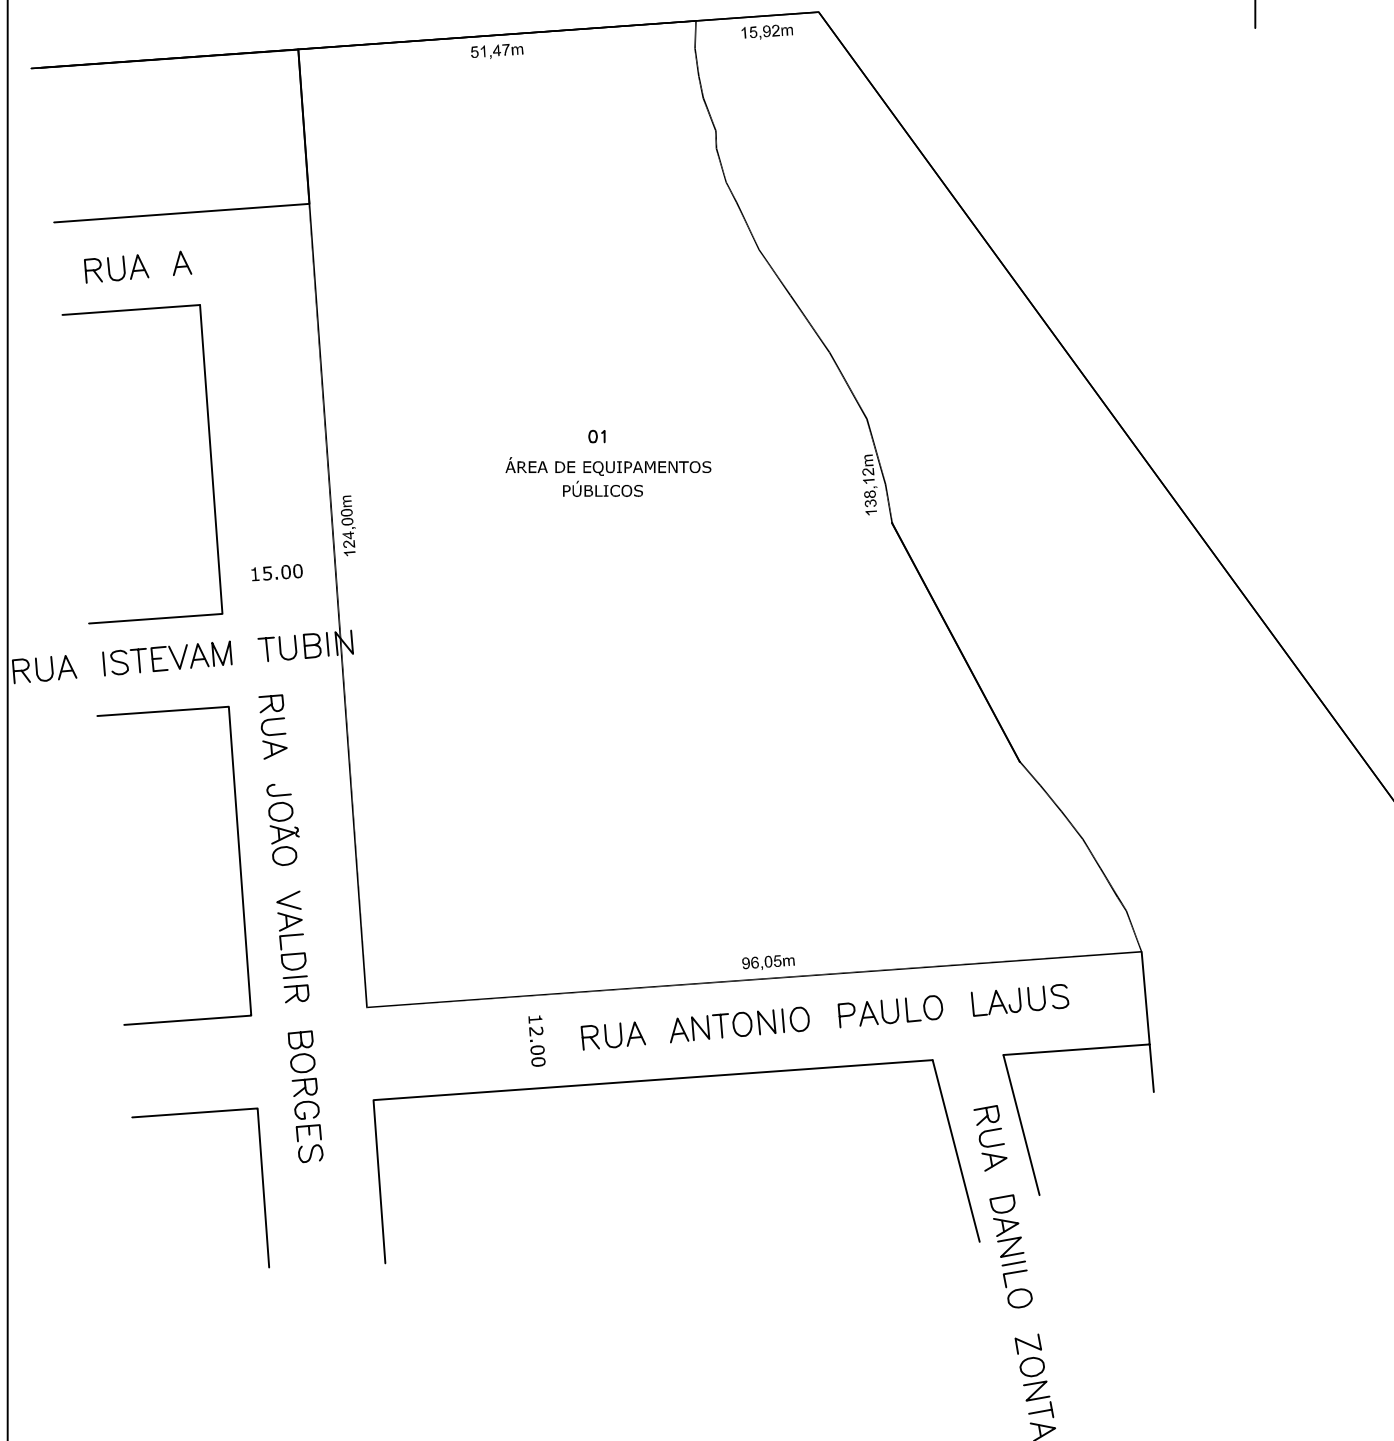 15,92m
51,47m
RUA A
01
ÁREA DE EQUIPAMENTOS
PÚBLICOS
138,12m
124,00m
15.00
RUA ISTEVAM TUBIN
RUA JOÃO VALDIR BORGES
96,05m
12.00
RUA ANTONIO PAULO LAJUS
RUA DANILO ZONTA